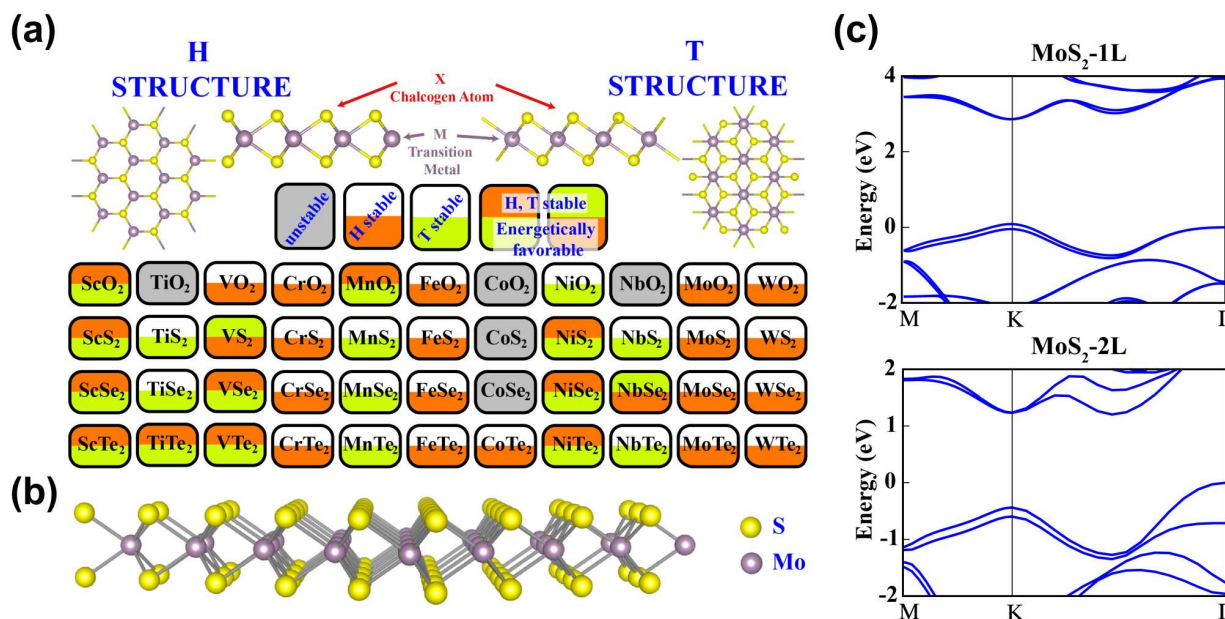 (a)
H
STRUCTURE
X
Chalcogen Atom
M
Transition
Metal
T
STRUCTURE
unstable
H stable
T stable
H, T stable
Energetically
favorable
ScO₂ TiO₂ VO₂ CrO₂ MnO₂ FeO₂ CoO₂ NiO₂ NbO₂ MoO₂ WO₂
ScS₂ TiS₂ VS₂ CrS₂ MnS₂ FeS₂ CoS₂ NiS₂ NbS₂ MoS₂ WS₂
ScSe₂ TiSe₂ VSe₂ CrSe₂ MnSe₂ FeSe₂ CoSe₂ NiSe₂ NbSe₂ MoSe₂ WSe₂
ScTe₂ TiTe₂ VTe₂ CrTe₂ MnTe₂ FeTe₂ CoTe₂ NiTe₂ NbTe₂ MoTe₂ WTe₂
(b)
S
Mo
(c)
MoS₂-1L
Energy (eV)
4
2
0
-2
M K
MoS₂-2L
Energy (eV)
2
1
0
-1
-2
M K